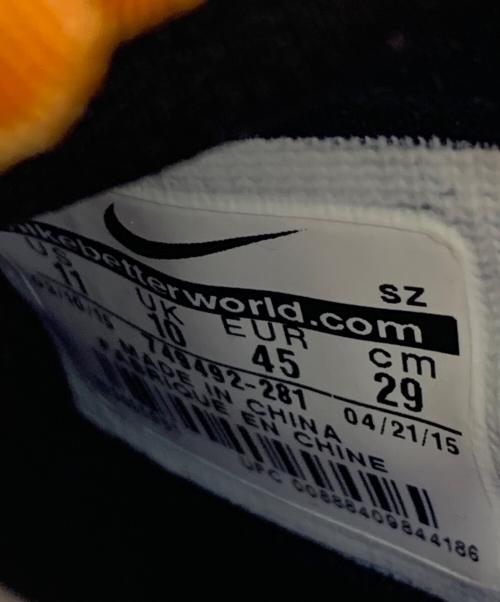 SZ
nikebetterworld.com
US UK EUR cm
11 10 45 29
749492-281 04/21/15
MADE IN CHINA
FABRIQUE EN CHINE
UPC 00888409844186